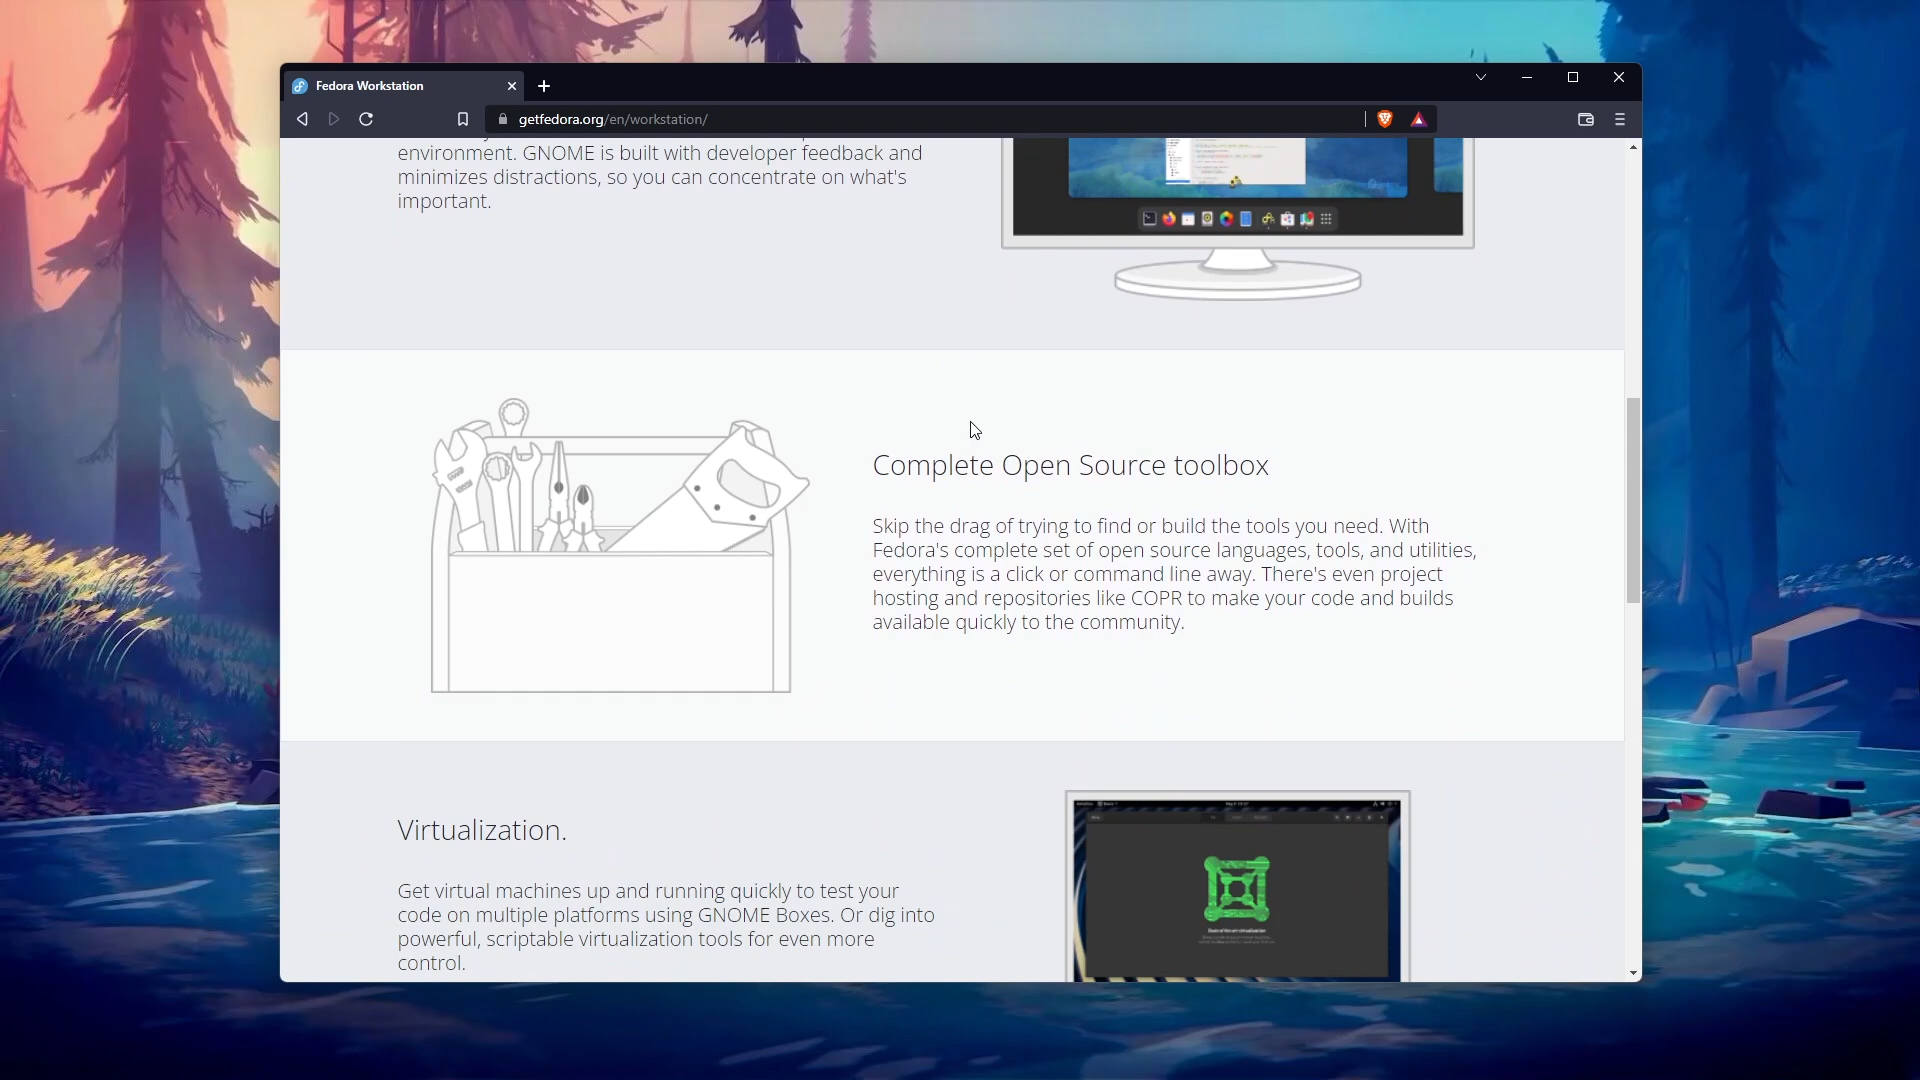 Fedora Workstation
getfedora.org/en/workstation/
environment. GNOME is built with developer feedback and
minimizes distractions, so you can concentrate on what's
important.
Complete Open Source toolbox
Skip the drag of trying to find or build the tools you need. With
Fedora's complete set of open source languages, tools, and utilities,
everything is a click or command line away. There's even project
hosting and repositories like COPR to make your code and builds
available quickly to the community.
Virtualization.
Get virtual machines up and running quickly to test your
code on multiple platforms using GNOME Boxes. Or dig into
powerful, scriptable virtualization tools for even more
control.